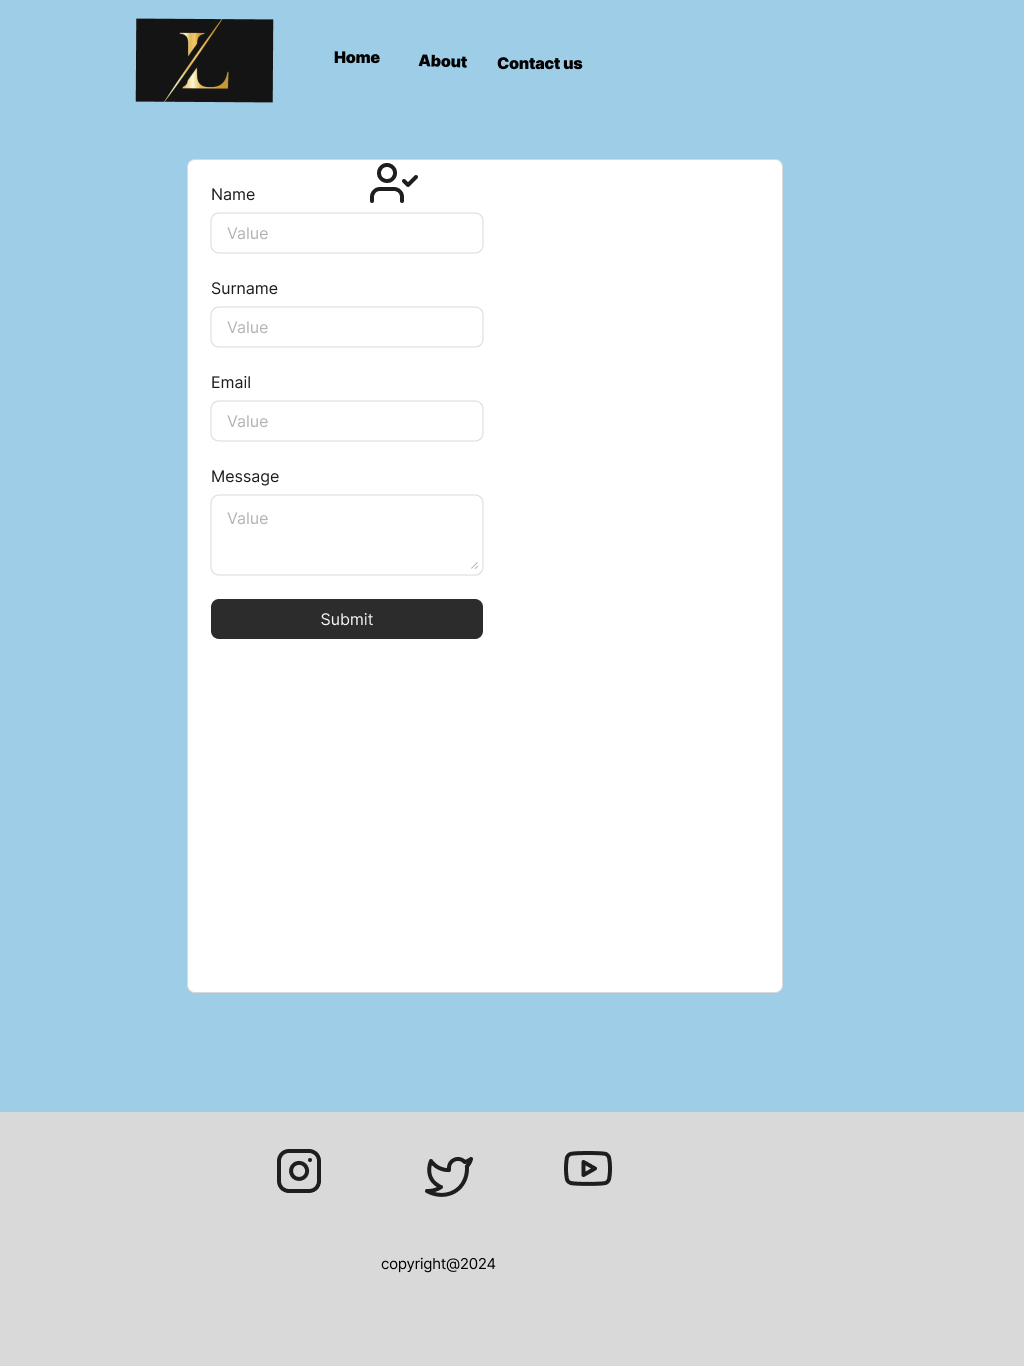 L
Home About Contact us
Name
Value
Surname
Value
Email
Value
Message
Value
Submit
copyright@2024